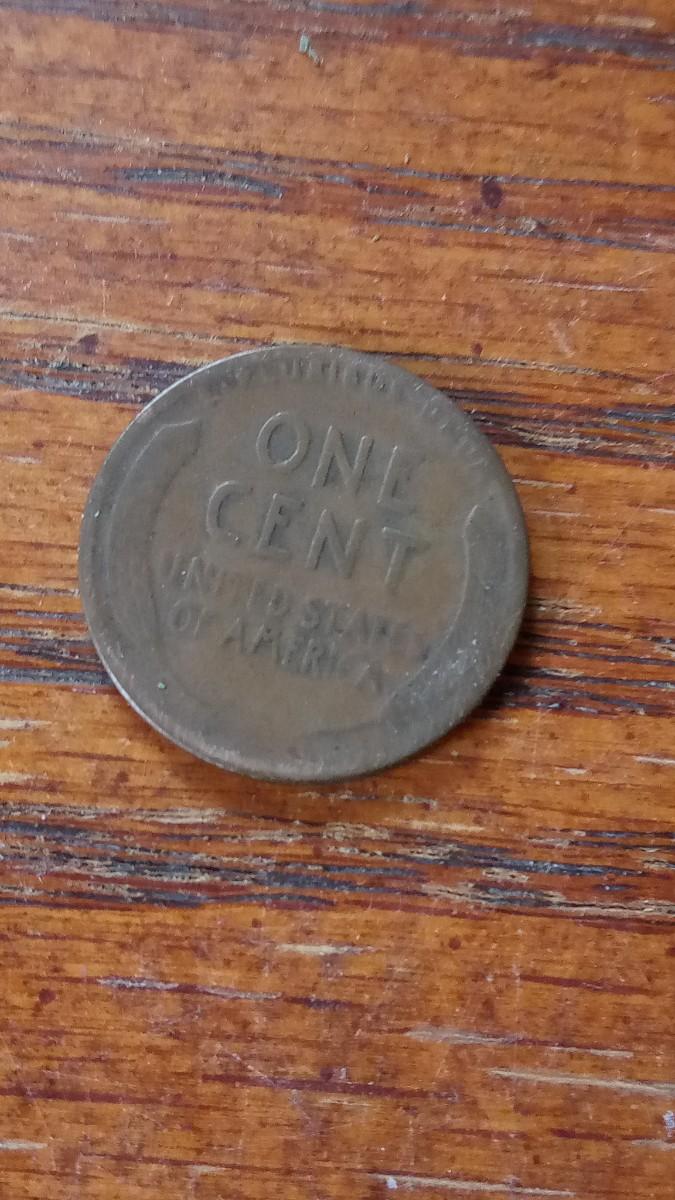 ONE
CENT
UNITED STATES
OF AMERICA